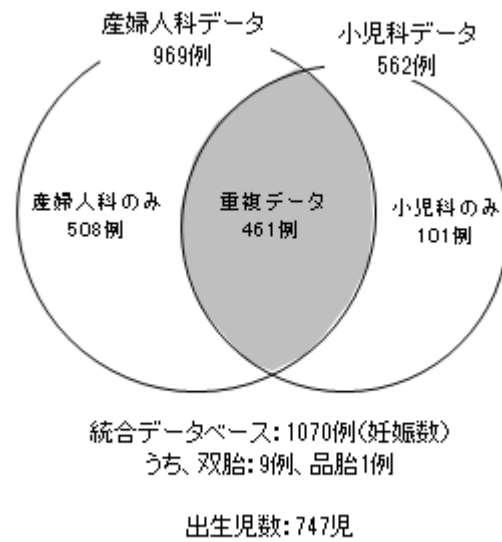 産婦人科データ
969例
小児科データ
562例
産婦人科のみ
508例
重複データ
461例
小児科のみ
101例
統合データベース:1070例(妊娠数)
うち、双胎:9例、品胎1例
出生児数:747児